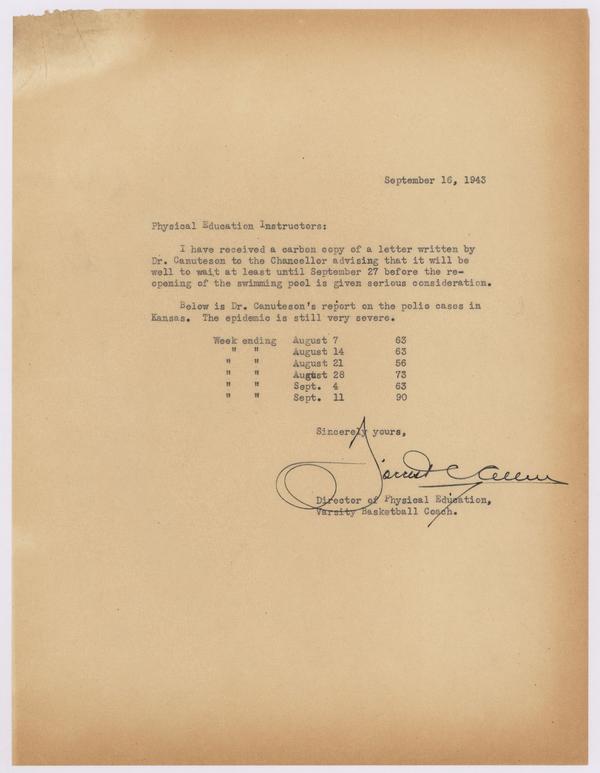 September 16, 1943
Physical Education Instructors:
I have received a carbon copy of a letter written by
Dr. Canuteson to the Chancellor advising that it will be
well to wait at least until September 27 before the re-
opening of the swimming pool is given serious consideration.
Below is Dr. Canuteson's report on the polio cases in
Kansas. The epidemic is still very severe.
Week ending August 7 63
" " August 14 63
" " August 21 56
" " August 28 73
" " Sept. 4 63
" " Sept. 11 90
Sincerely yours,
Forrest C. Allen
Director of Physical Education,
Varsity Basketball Coach.